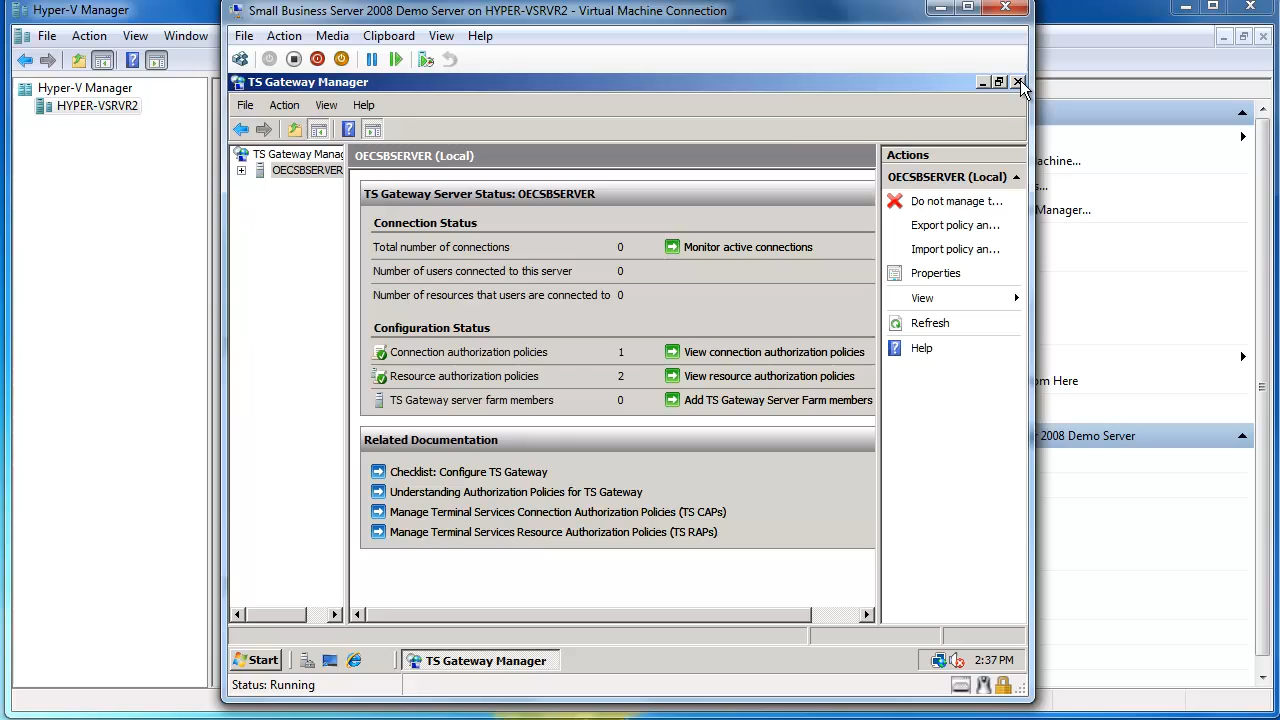 Hyper-V Manager
File Action View Window
Hyper-V Manager
HYPER-VSRVR2
Small Business Server 2008 Demo Server on HYPER-VSRVR2 - Virtual Machine Connection
File Action Media Clipboard View Help
TS Gateway Manager
File Action View Help
TS Gateway Manag
OECSBSERVER
OECSBSERVER (Local)
TS Gateway Server Status: OECSBSERVER
Connection Status
Total number of connections 0 Monitor active connections
Number of users connected to this server 0
Number of resources that users are connected to 0
Configuration Status
Connection authorization policies 1 View connection authorization policies
Resource authorization policies 2 View resource authorization policies
TS Gateway server farm members 0 Add TS Gateway Server Farm members
Related Documentation
Checklist: Configure TS Gateway
Understanding Authorization Policies for TS Gateway
Manage Terminal Services Connection Authorization Policies (TS CAPs)
Manage Terminal Services Resource Authorization Policies (TS RAPs)
Actions
OECSBSERVER (Local)
Do not manage t...
Export policy an...
Import policy an...
Properties
View
Refresh
Help
Start TS Gateway Manager 2:37 PM
Status: Running
achine...
s...
Manager...
om Here
2008 Demo Server